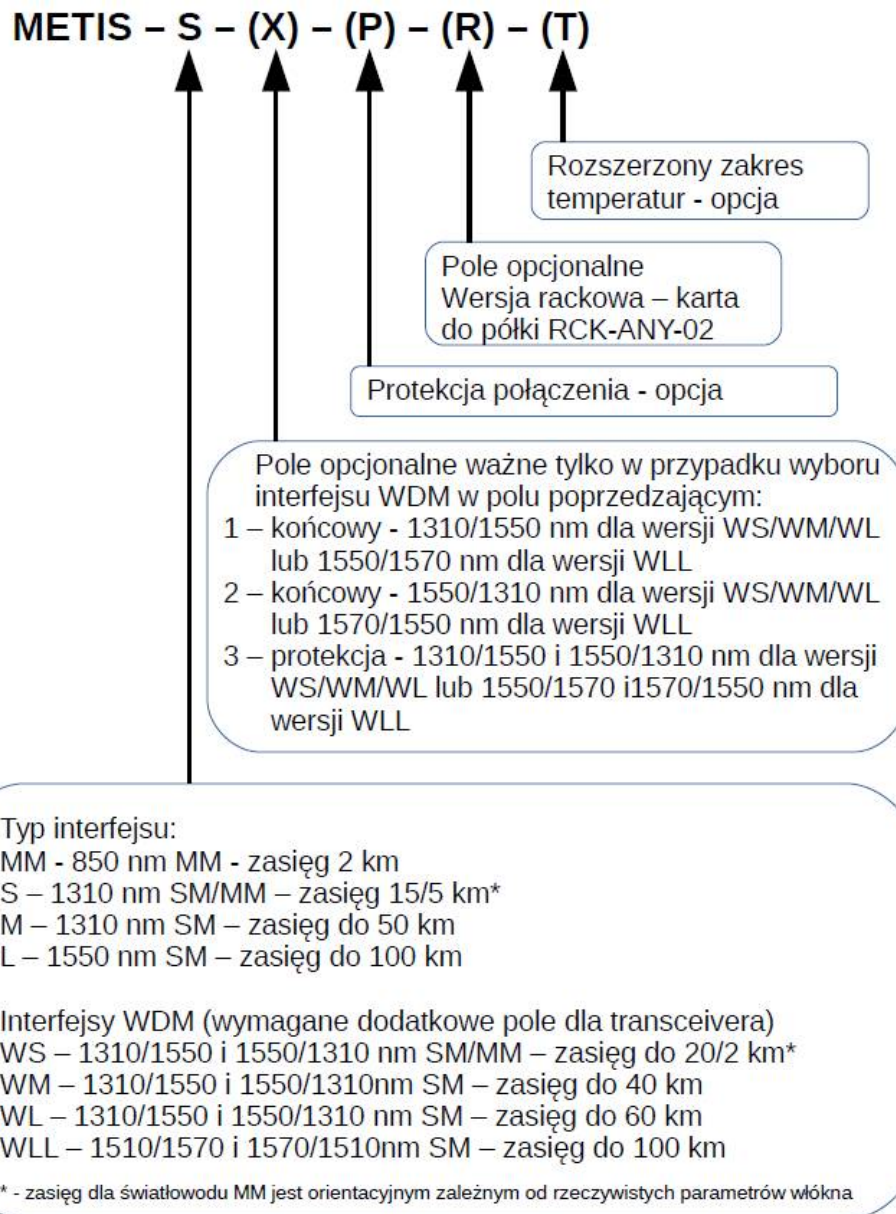 METIS – S – (X) – (P) – (R) – (T)
Rozszerzony zakres
temperatur - opcja
Pole opcjonalne
Wersja rackowa – karta
do półki RCK-ANY-02
Protekcja połączenia - opcja
Pole opcjonalne ważne tylko w przypadku wyboru
interfejsu WDM w polu poprzedzającym:
1 – końcowy - 1310/1550 nm dla wersji WS/WM/WL
lub 1550/1570 nm dla wersji WLL
2 – końcowy - 1550/1310 nm dla wersji WS/WM/WL
lub 1570/1550 nm dla wersji WLL
3 – protekcja - 1310/1550 i 1550/1310 nm dla wersji
WS/WM/WL lub 1550/1570 i1570/1550 nm dla
wersji WLL
Typ interfejsu:
MM - 850 nm MM - zasięg 2 km
S – 1310 nm SM/MM – zasięg 15/5 km*
M – 1310 nm SM – zasięg do 50 km
L – 1550 nm SM – zasięg do 100 km
Interfejsy WDM (wymagane dodatkowe pole dla transceivera)
WS – 1310/1550 i 1550/1310 nm SM/MM – zasięg do 20/2 km*
WM – 1310/1550 i 1550/1310nm SM – zasięg do 40 km
WL – 1310/1550 i 1550/1310 nm SM – zasięg do 60 km
WLL – 1510/1570 i 1570/1510nm SM – zasięg do 100 km
* - zasięg dla światłowodu MM jest orientacyjnym zależnym od rzeczywistych parametrów włókna